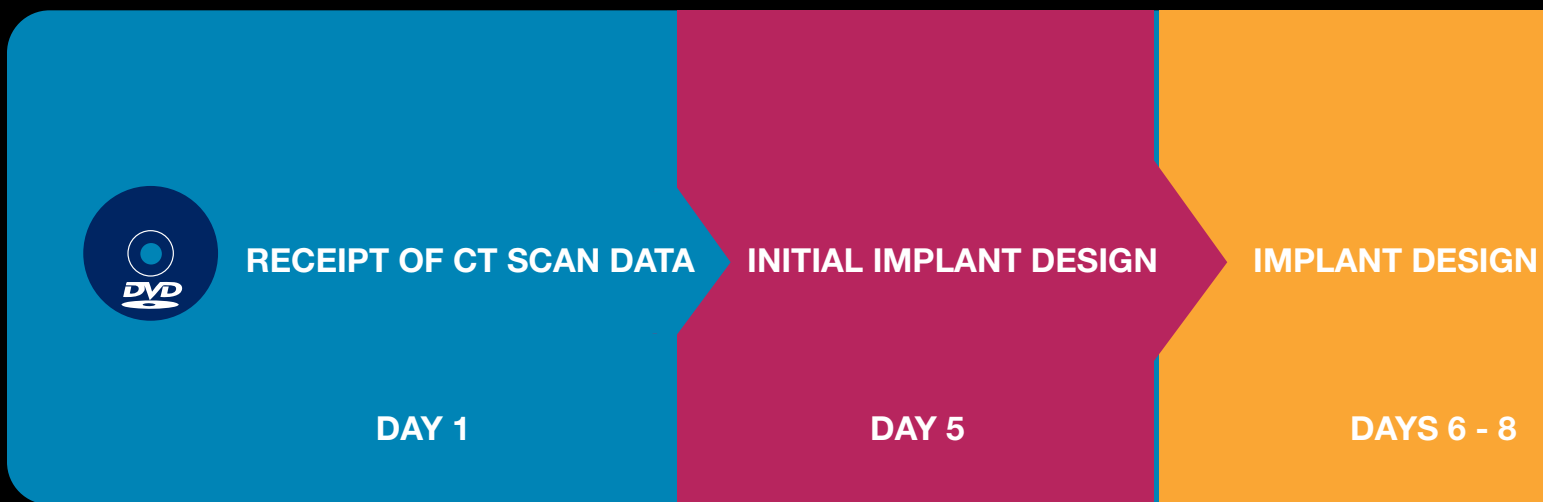 RECEIPT OF CT SCAN DATA
INITIAL IMPLANT DESIGN
IMPLANT DESIGN
DVD
DAY 1
DAY 5
DAYS 6 - 8